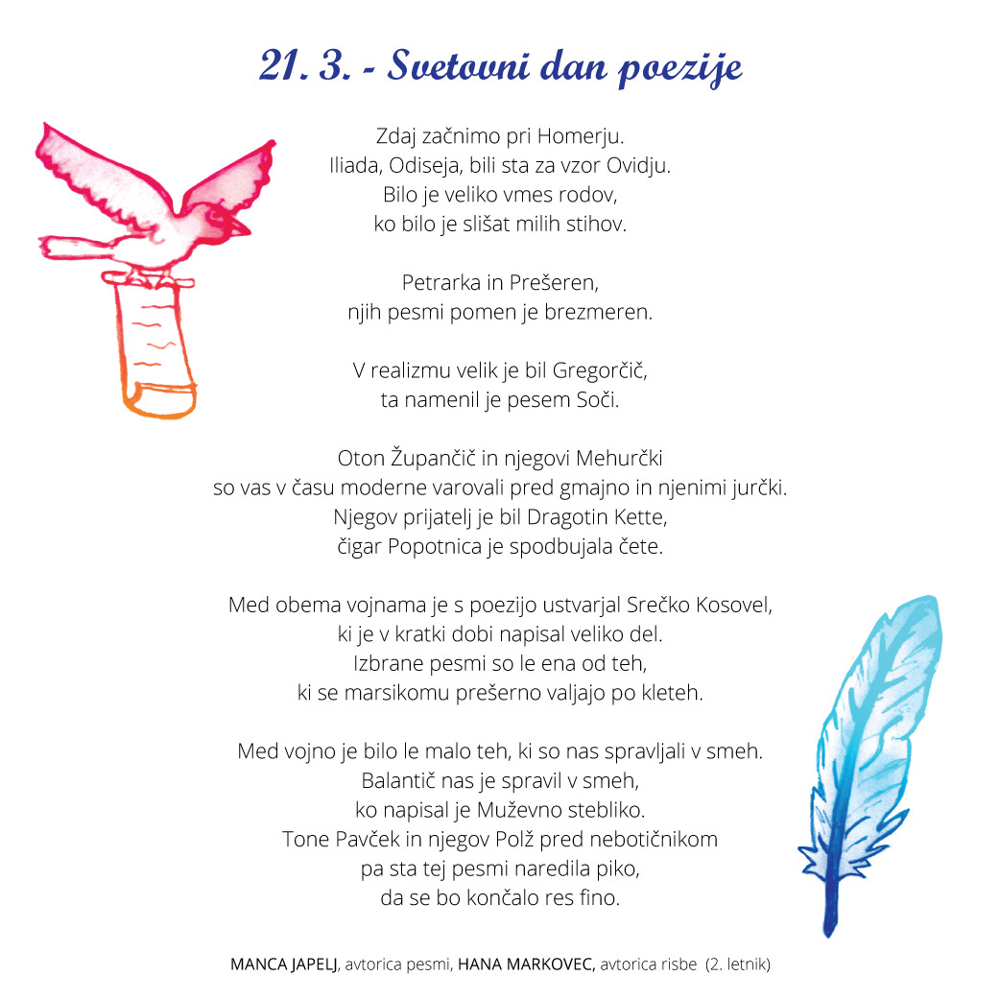 21. 3. - Svetovni dan poezije
Zdaj začnimo pri Homerju.
Iliada, Odiseja, bili sta za vzor Ovidju.
Bilo je veliko vmes rodov,
ko bilo je slišat milih stihov.
Petrarka in Prešeren,
njih pesmi pomen je brezmeren.
V realizmu velik je bil Gregorčič,
ta namenil je pesem Soči.
Oton Župančič in njegovi Mehurčki
so vas v času moderne varovali pred gmajno in njenimi jurčki.
Njegov prijatelj je bil Dragotin Kette,
čigar Popotnica je spodbujala čete.
Med obema vojnama je s poezijo ustvarjal Srečko Kosovel,
ki je v kratki dobi napisal veliko del.
Izbrane pesmi so le ena od teh,
ki se marsikomu prešerno valjajo po kleteh.
Med vojno je bilo le malo teh, ki so nas spravljali v smeh.
Balantič nas je spravil v smeh,
ko napisal je Muževno stebliko.
Tone Pavček in njegov Polž pred nebotičnikom
pa sta tej pesmi naredila piko,
da se bo končalo res fino.
MANCA JAPELJ, avtorica pesmi, HANA MARKOVEC, avtorica risbe (2. letnik)